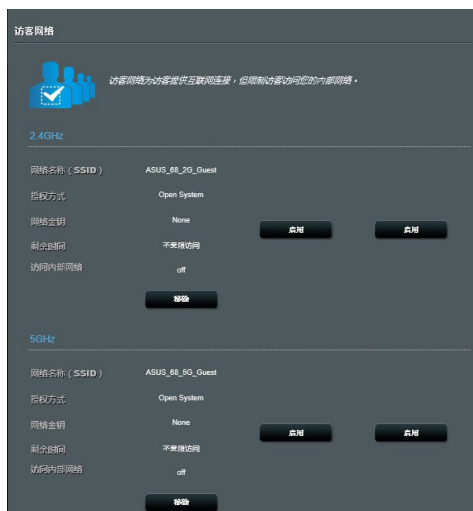 访客网络
访客网络为访客提供互联网连接，但限制访客访问您的内部网络。
2.4GHz
网络名称（SSID） ASUS_68_2G_Guest
授权方式 Open System
网络金钥 None 启用 启用
剩余时间 不受限访问
访问内部网络 off
移除
5GHz
网络名称（SSID） ASUS_68_5G_Guest
授权方式 Open System
网络金钥 None 启用 启用
剩余时间 不受限访问
访问内部网络 off
移除